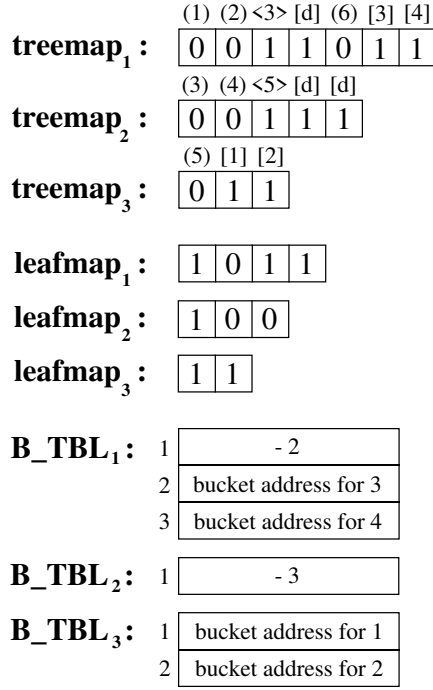 (1) (2) <3> [d] (6) [3] [4]
treemap₁ : 0 0 1 1 0 1 1
(3) (4) <5> [d] [d]
treemap₂ : 0 0 1 1 1
(5) [1] [2]
treemap₃ : 0 1 1
leafmap₁ : 1 0 1 1
leafmap₂ : 1 0 0
leafmap₃ : 1 1
B_TBL₁ : 1 - 2
2 bucket address for 3
3 bucket address for 4
B_TBL₂ : 1 - 3
B_TBL₃ : 1 bucket address for 1
2 bucket address for 2